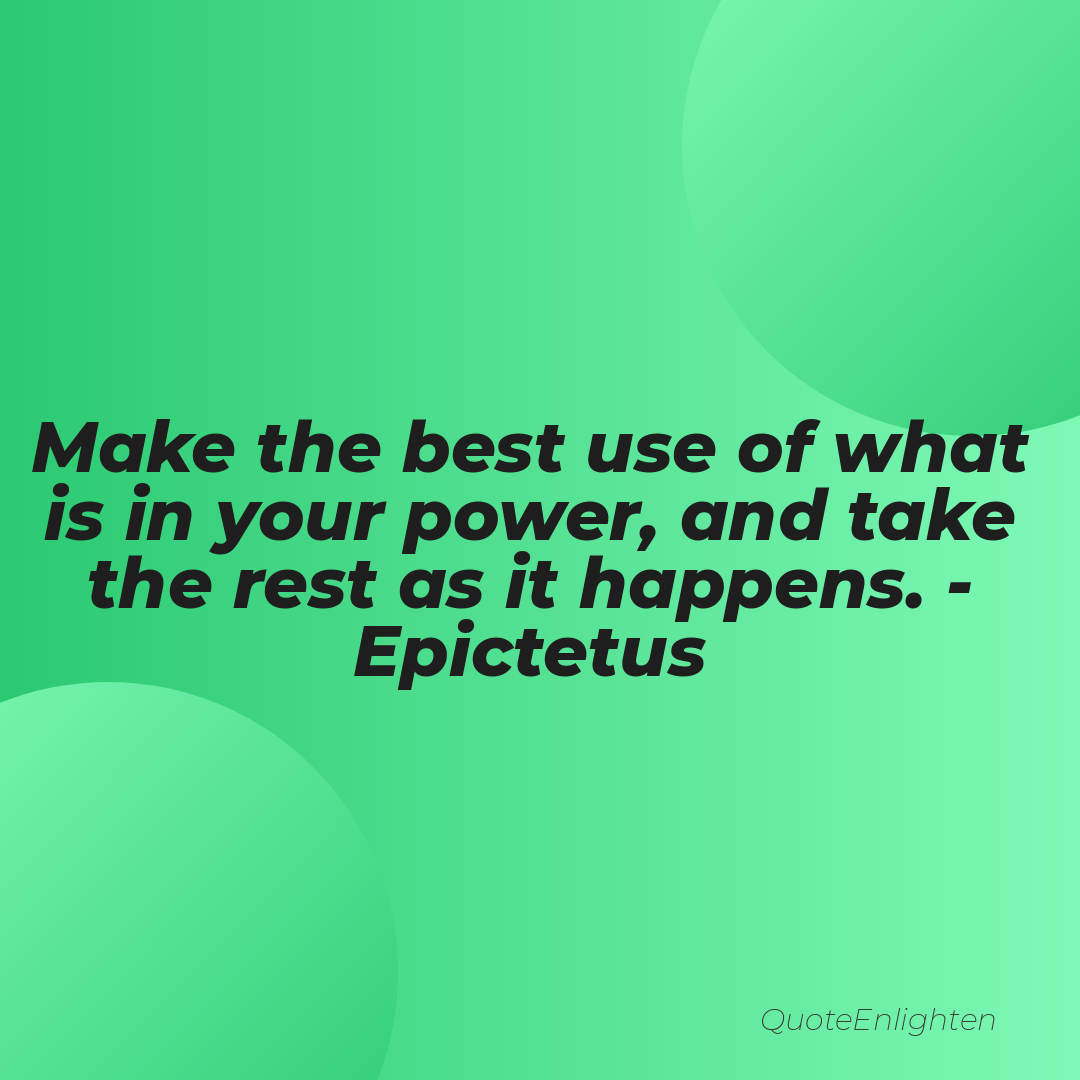 Make the best use of what
is in your power, and take
the rest as it happens. -
Epictetus
QuoteEnlighten